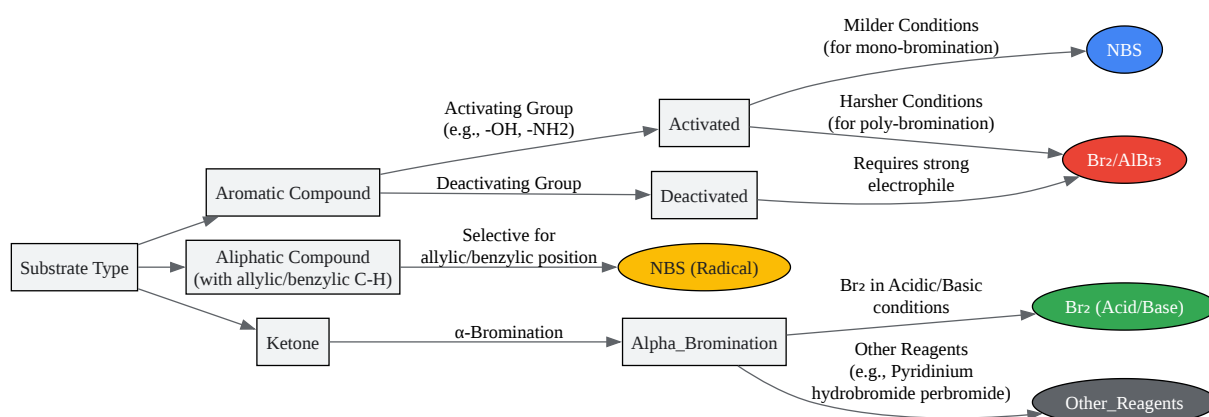 Milder Conditions
(for mono-bromination)
NBS
Activating Group
(e.g., -OH, -NH2)
Activated
Harsher Conditions
(for poly-bromination)
Br₂/AlBr₃
Requires strong
electrophile
Aromatic Compound
Deactivating Group
Deactivated
Substrate Type
Aliphatic Compound
(with allylic/benzylic C-H)
Selective for
allylic/benzylic position
NBS (Radical)
Br₂ in Acidic/Basic
conditions
Br₂ (Acid/Base)
Ketone
α-Bromination
Alpha_Bromination
Other Reagents
(e.g., Pyridinium
hydrobromide perbromide)
Other_Reagents